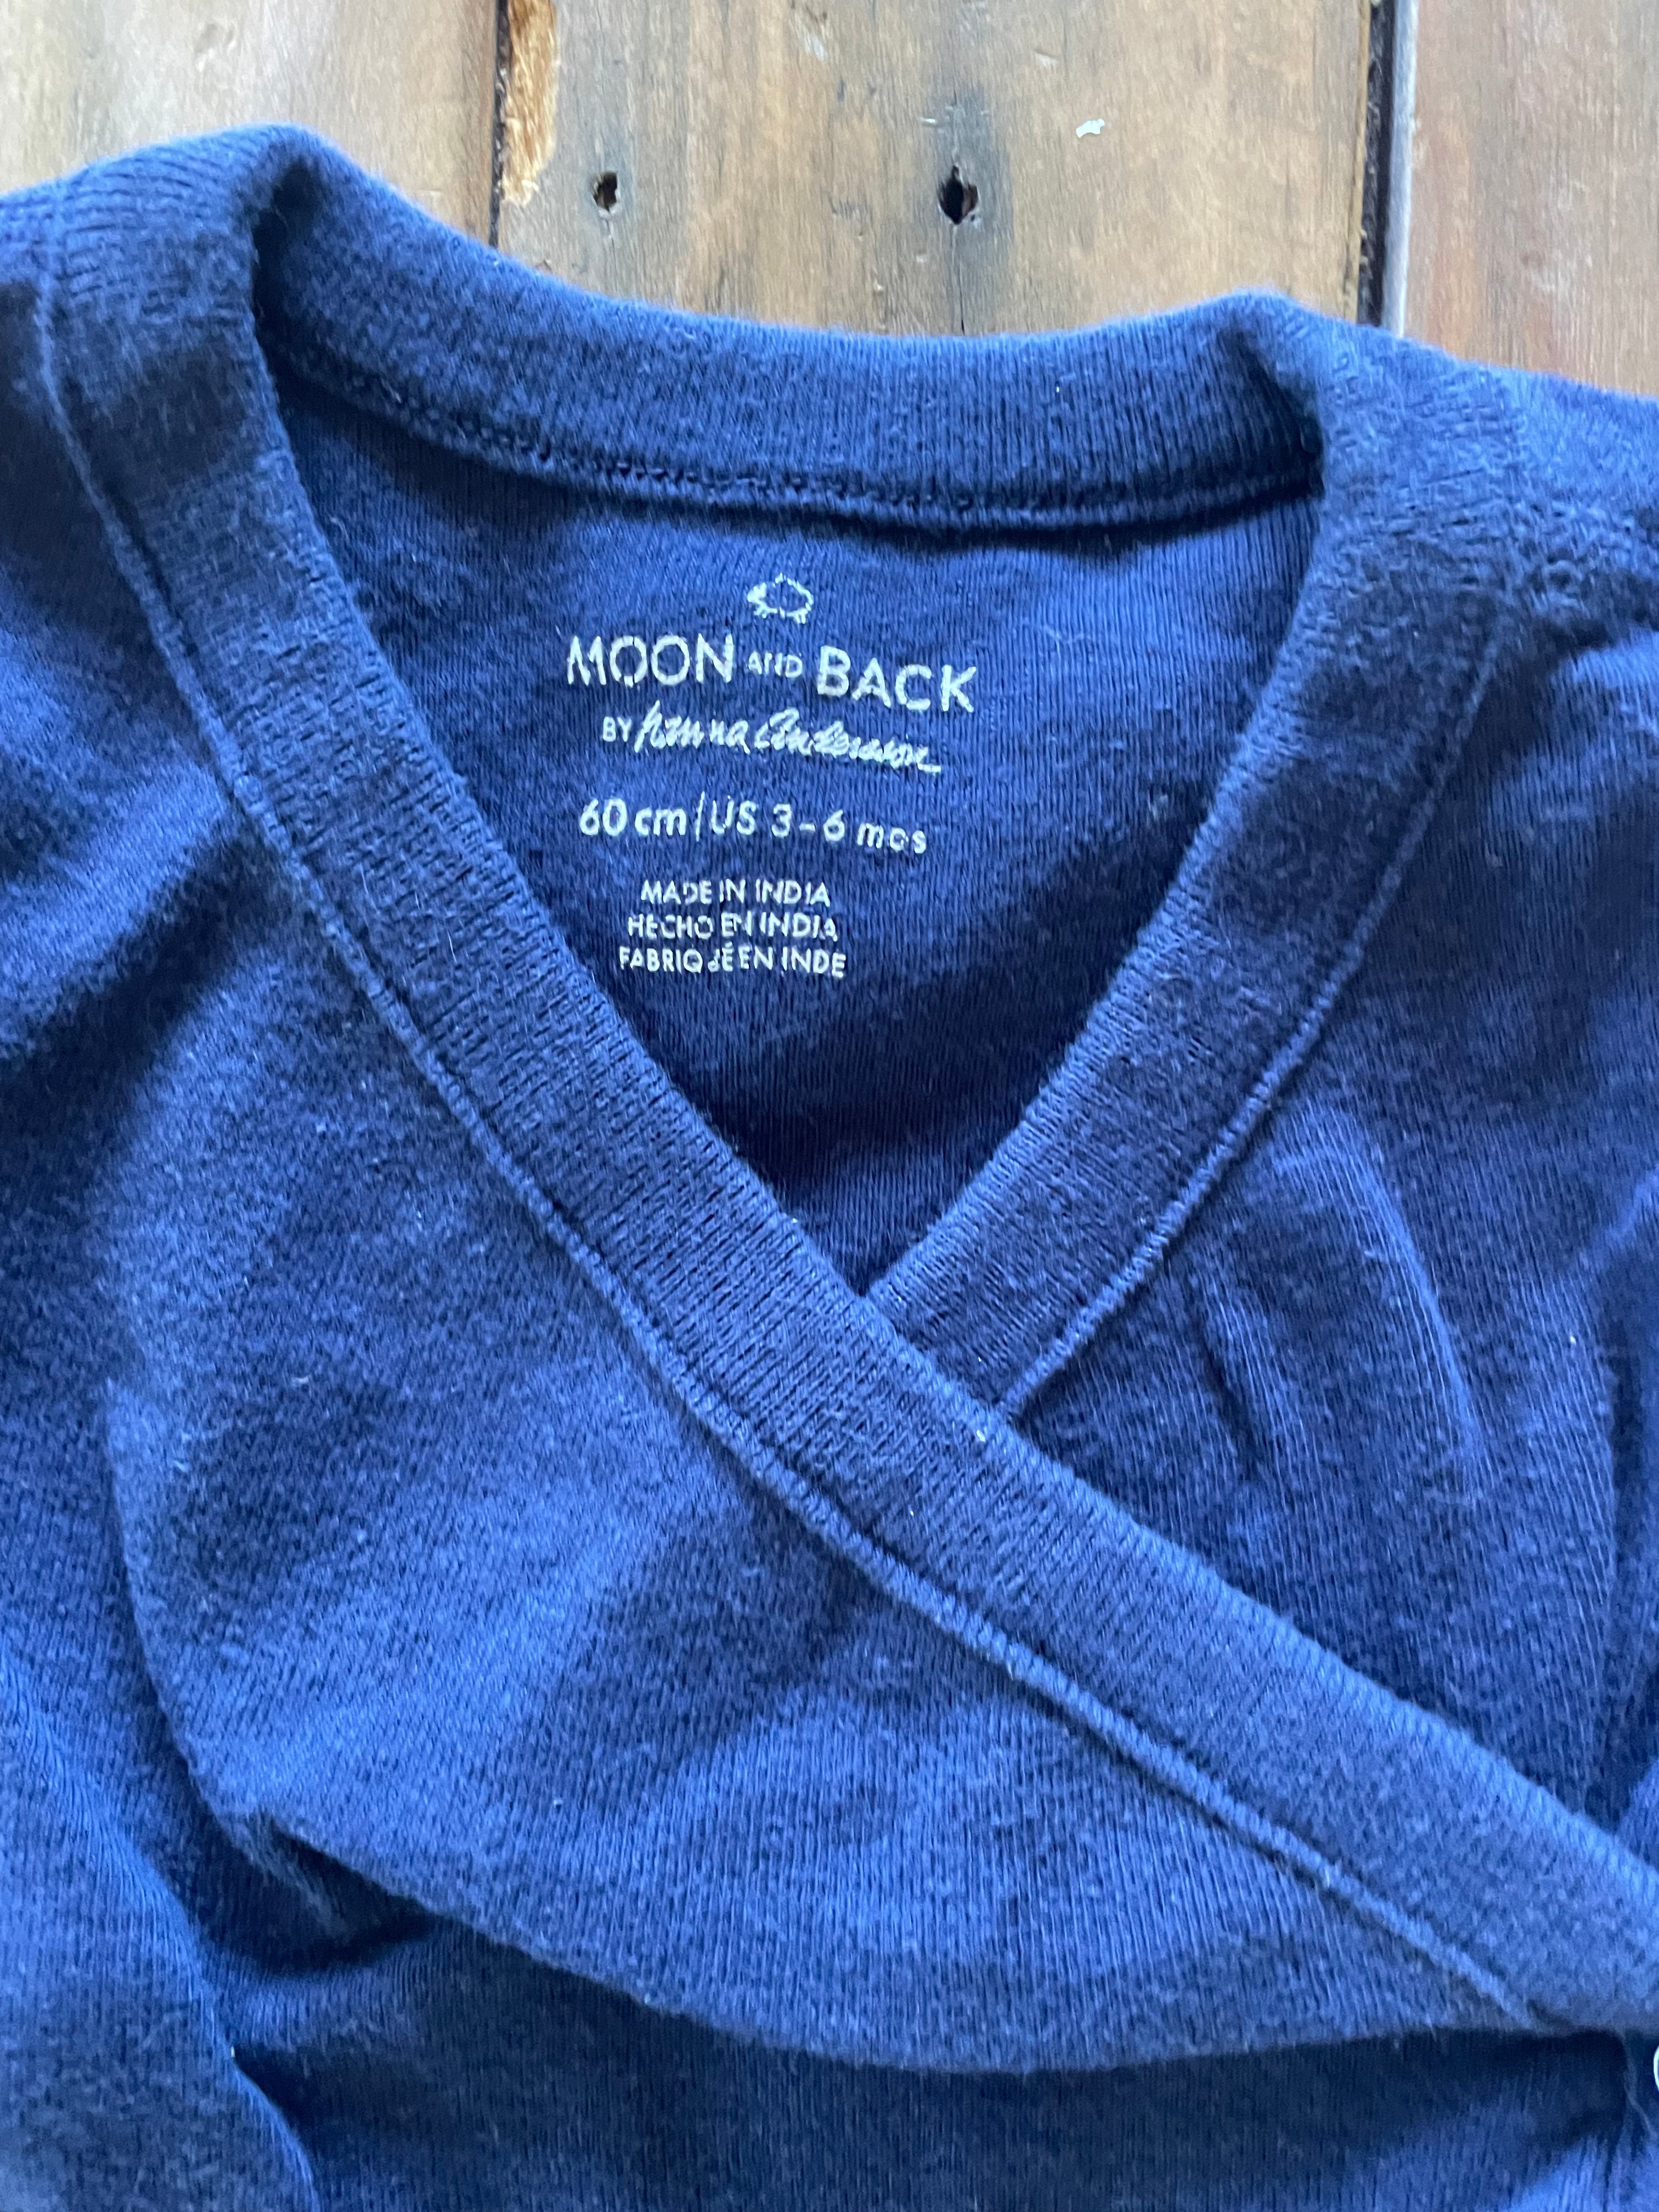 MOON AND BACK
BY Hanna Andersson
60 cm/US 3-6 mos
MADE IN INDIA
HECHO EN INDIA
FABRIQUÉ EN INDE